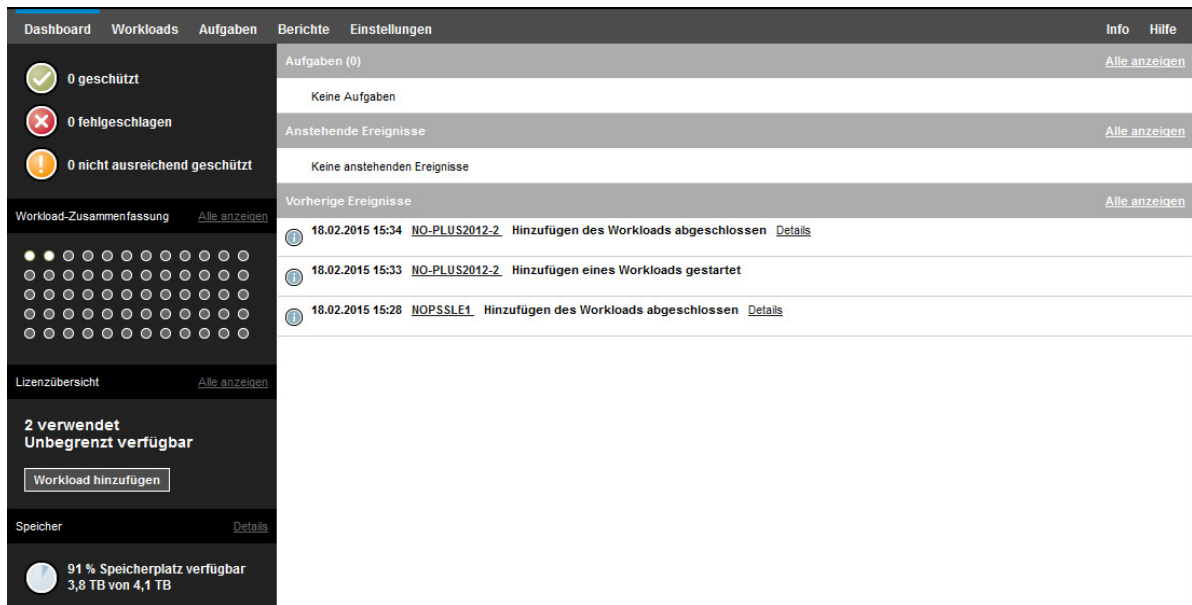 Dashboard Workloads Aufgaben Berichte Einstellungen Info Hilfe
0 geschützt
0 fehlgeschlagen
0 nicht ausreichend geschützt
Workload-Zusammenfassung Alle anzeigen
Lizenzübersicht Alle anzeigen
2 verwendet
Unbegrenzt verfügbar
Workload hinzufügen
Speicher Details
91 % Speicherplatz verfügbar
3,8 TB von 4,1 TB
Aufgaben (0) Alle anzeigen
Keine Aufgaben
Anstehende Ereignisse Alle anzeigen
Keine anstehenden Ereignisse
Vorherige Ereignisse Alle anzeigen
18.02.2015 15:34 NO-PLUS2012-2 Hinzufügen des Workloads abgeschlossen Details
18.02.2015 15:33 NO-PLUS2012-2 Hinzufügen eines Workloads gestartet
18.02.2015 15:28 NOPSSLE1 Hinzufügen des Workloads abgeschlossen Details